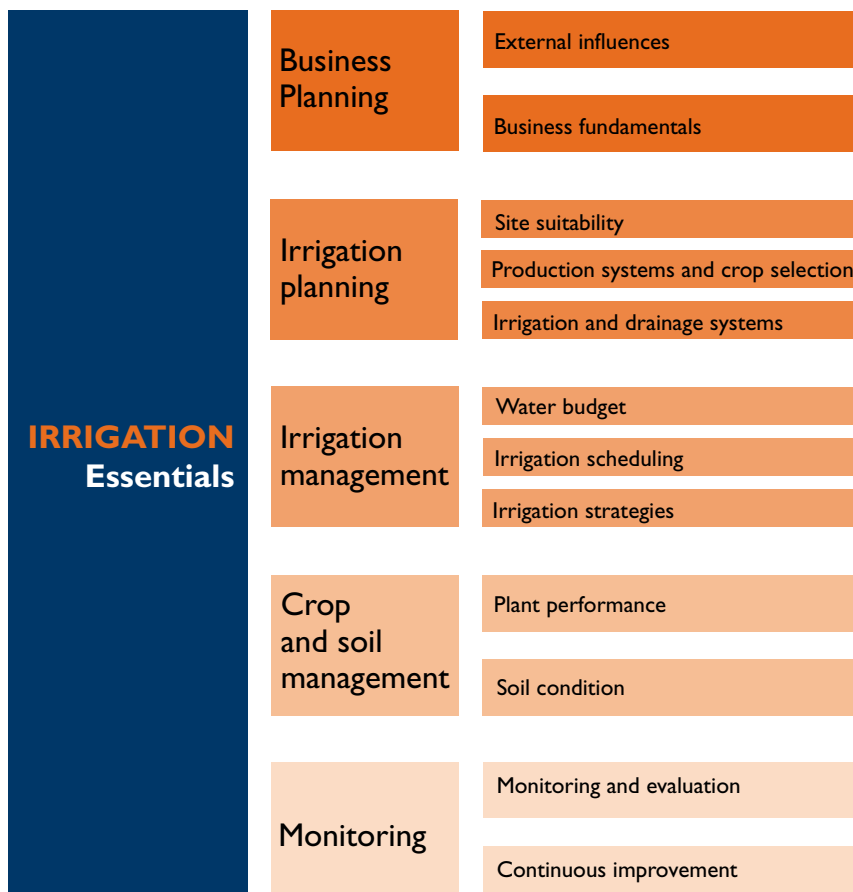 IRRIGATION
Essentials
Business
Planning
External influences
Business fundamentals
Irrigation
planning
Site suitability
Production systems and crop selection
Irrigation and drainage systems
Irrigation
management
Water budget
Irrigation scheduling
Irrigation strategies
Crop
and soil
management
Plant performance
Soil condition
Monitoring
Monitoring and evaluation
Continuous improvement